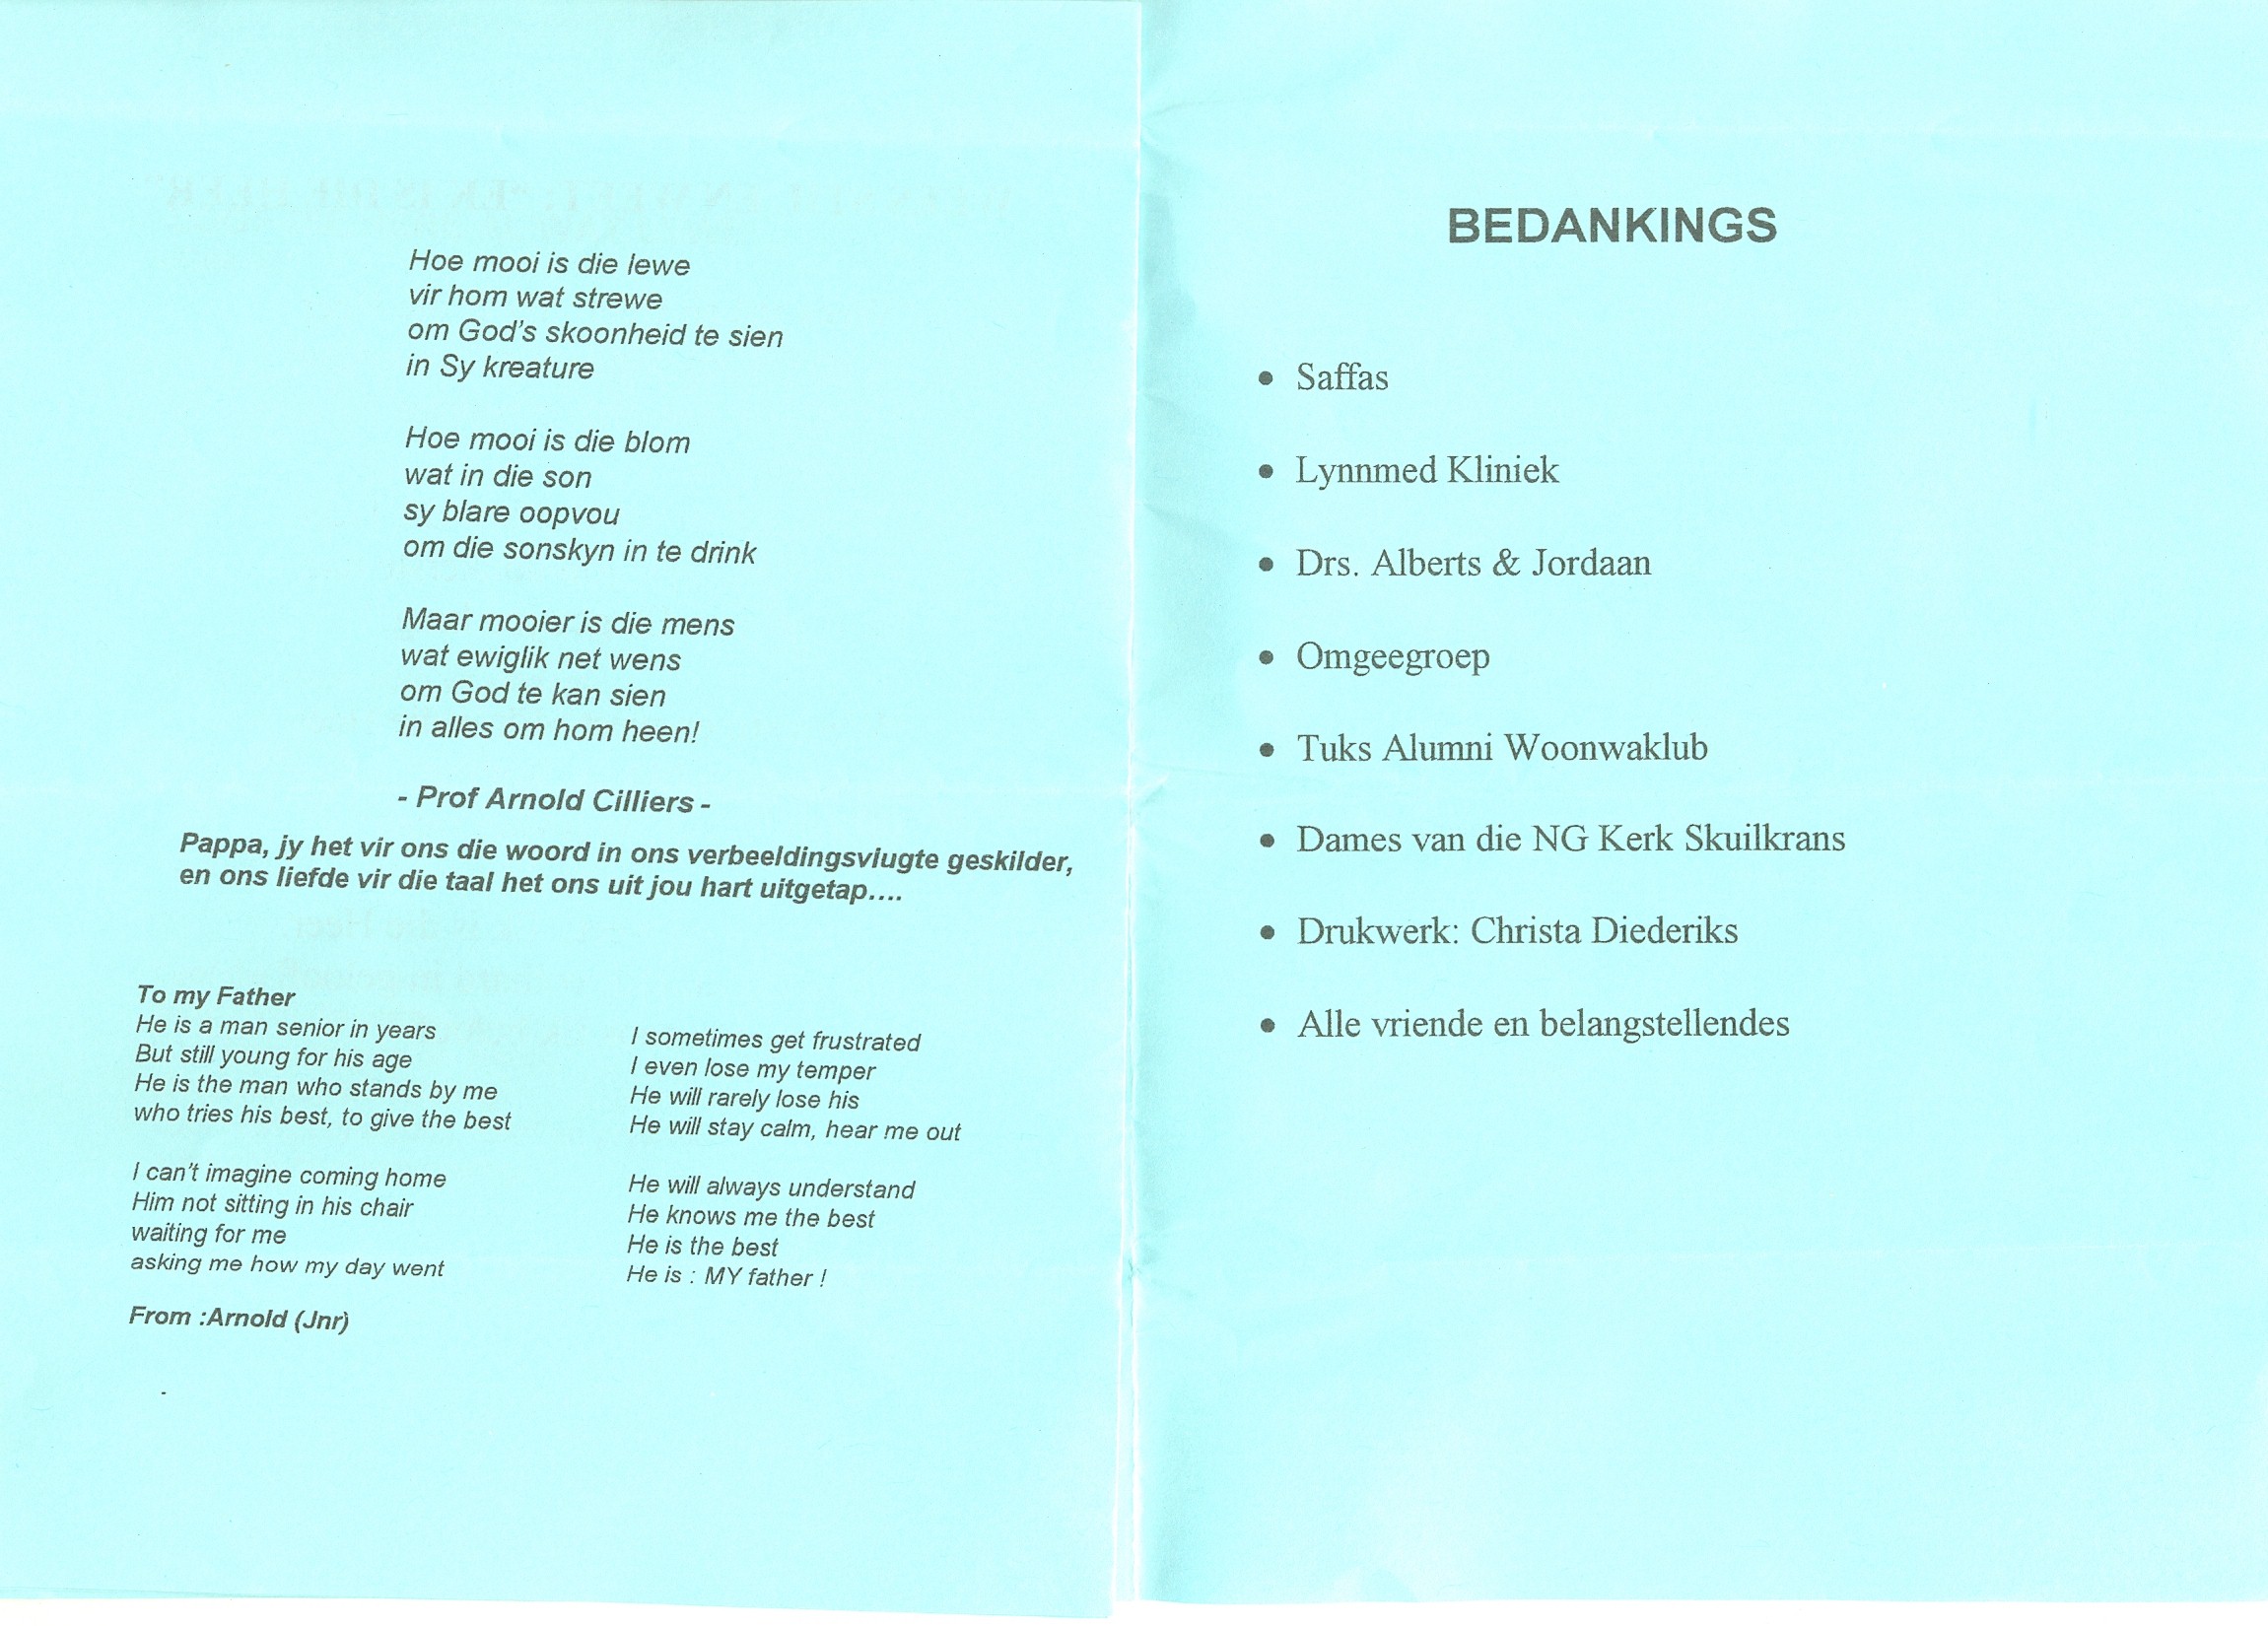 Hoe mooi is die lewe
vir hom wat strewe
om God's skoonheid te sien
in Sy kreature
Hoe mooi is die blom
wat in die son
sy blare oopvou
om die sonskyn in te drink
Maar mooier is die mens
wat ewiglik net wens
om God te kan sien
in alles om hom heen!
- Prof Arnold Cilliers -
Pappa, jy het vir ons die woord in ons verbeeldingsvlugte geskilder,
en ons liefde vir die taal het ons uit jou hart uitgetap....
To my Father
He is a man senior in years
But still young for his age
He is the man who stands by me
who tries his best, to give the best
I can't imagine coming home
Him not sitting in his chair
waiting for me
asking me how my day went
From :Arnold (Jnr)
I sometimes get frustrated
I even lose my temper
He will rarely lose his
He will stay calm, hear me out
He will always understand
He knows me the best
He is the best
He is : MY father !
BEDANKINGS
• Saffas
• Lynnmed Kliniek
• Drs. Alberts & Jordaan
• Omgeegroep
• Tuks Alumni Woonwaklub
• Dames van die NG Kerk Skuilkrans
• Drukwerk: Christa Diederiks
• Alle vriende en belangstellendes